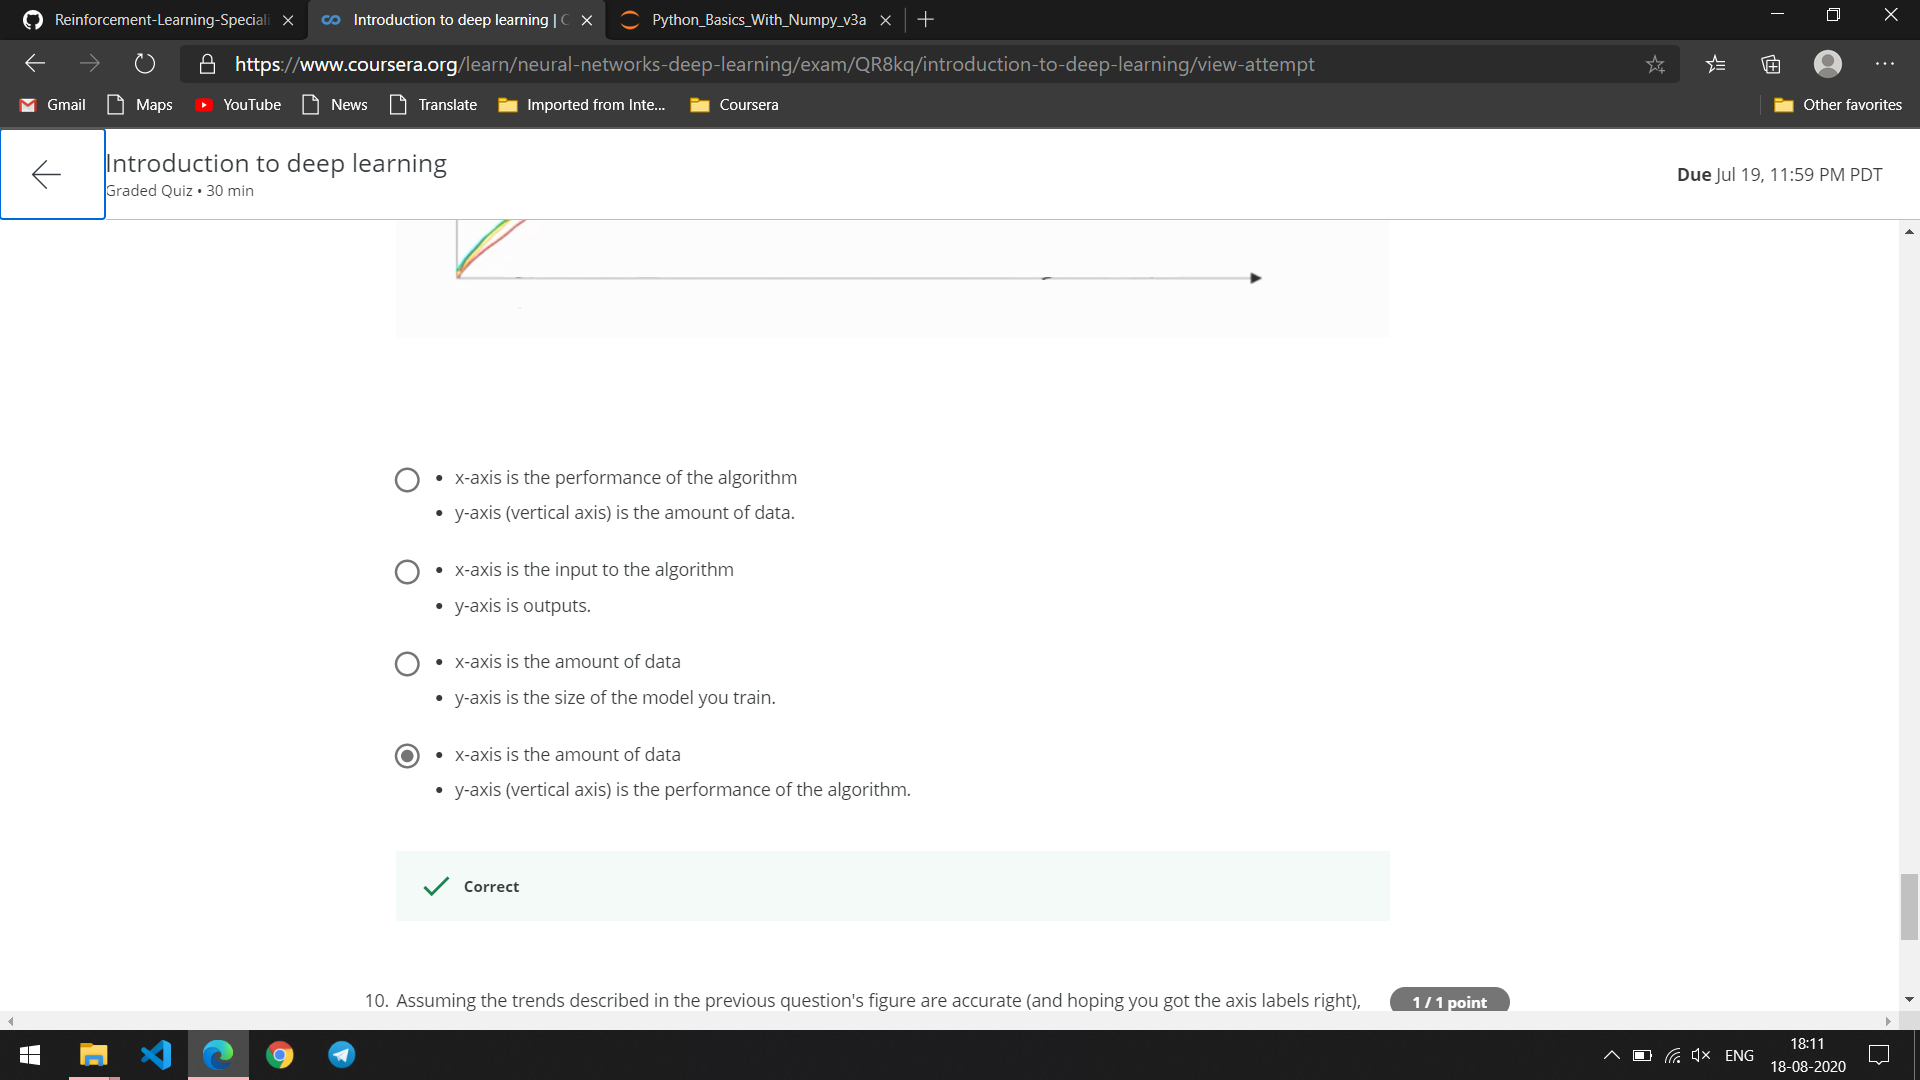 Reinforcement-Learning-Speciali
Introduction to deep learning | C
Python_Basics_With_Numpy_v3a
https://www.coursera.org/learn/neural-networks-deep-learning/exam/QR8kq/introduction-to-deep-learning/view-attempt
Gmail Maps YouTube News Translate Imported from Inte... Coursera Other favorites
Introduction to deep learning
Graded Quiz • 30 min
Due Jul 19, 11:59 PM PDT
• x-axis is the performance of the algorithm
• y-axis (vertical axis) is the amount of data.
• x-axis is the input to the algorithm
• y-axis is outputs.
• x-axis is the amount of data
• y-axis is the size of the model you train.
• x-axis is the amount of data
• y-axis (vertical axis) is the performance of the algorithm.
Correct
10. Assuming the trends described in the previous question's figure are accurate (and hoping you got the axis labels right),
1 / 1 point
ENG
18:11
18-08-2020